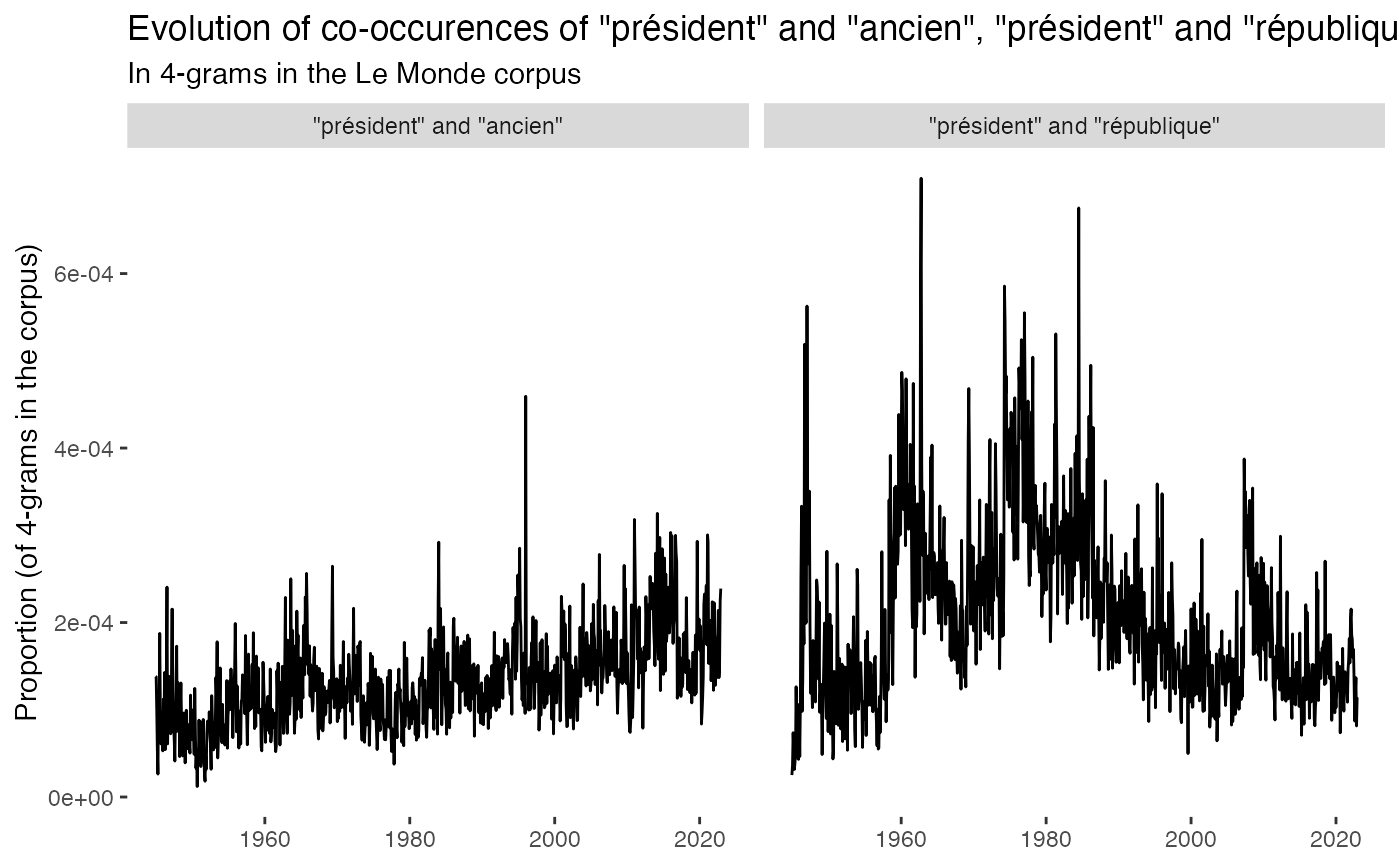 Evolution of co-occurences of "président" and "ancien", "président" and "républiqu
In 4-grams in the Le Monde corpus
"président" and "ancien"
"président" and "république"
Proportion (of 4-grams in the corpus)
6e-04
4e-04
2e-04
0e+00
1960 1980 2000 2020
1960 1980 2000 2020